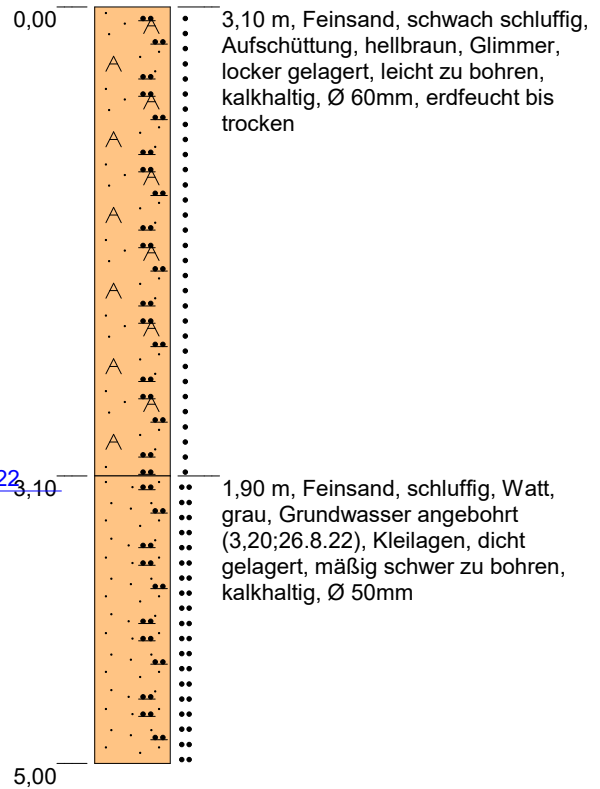 0,00
3,10 m, Feinsand, schwach schluffig,
Aufschüttung, hellbraun, Glimmer,
locker gelagert, leicht zu bohren,
kalkhaltig, Ø 60mm, erdfeucht bis
trocken
22
3,10
1,90 m, Feinsand, schluffig, Watt,
grau, Grundwasser angebohrt
(3,20;26.8.22), Kleilagen, dicht
gelagert, mäßig schwer zu bohren,
kalkhaltig, Ø 50mm
5,00